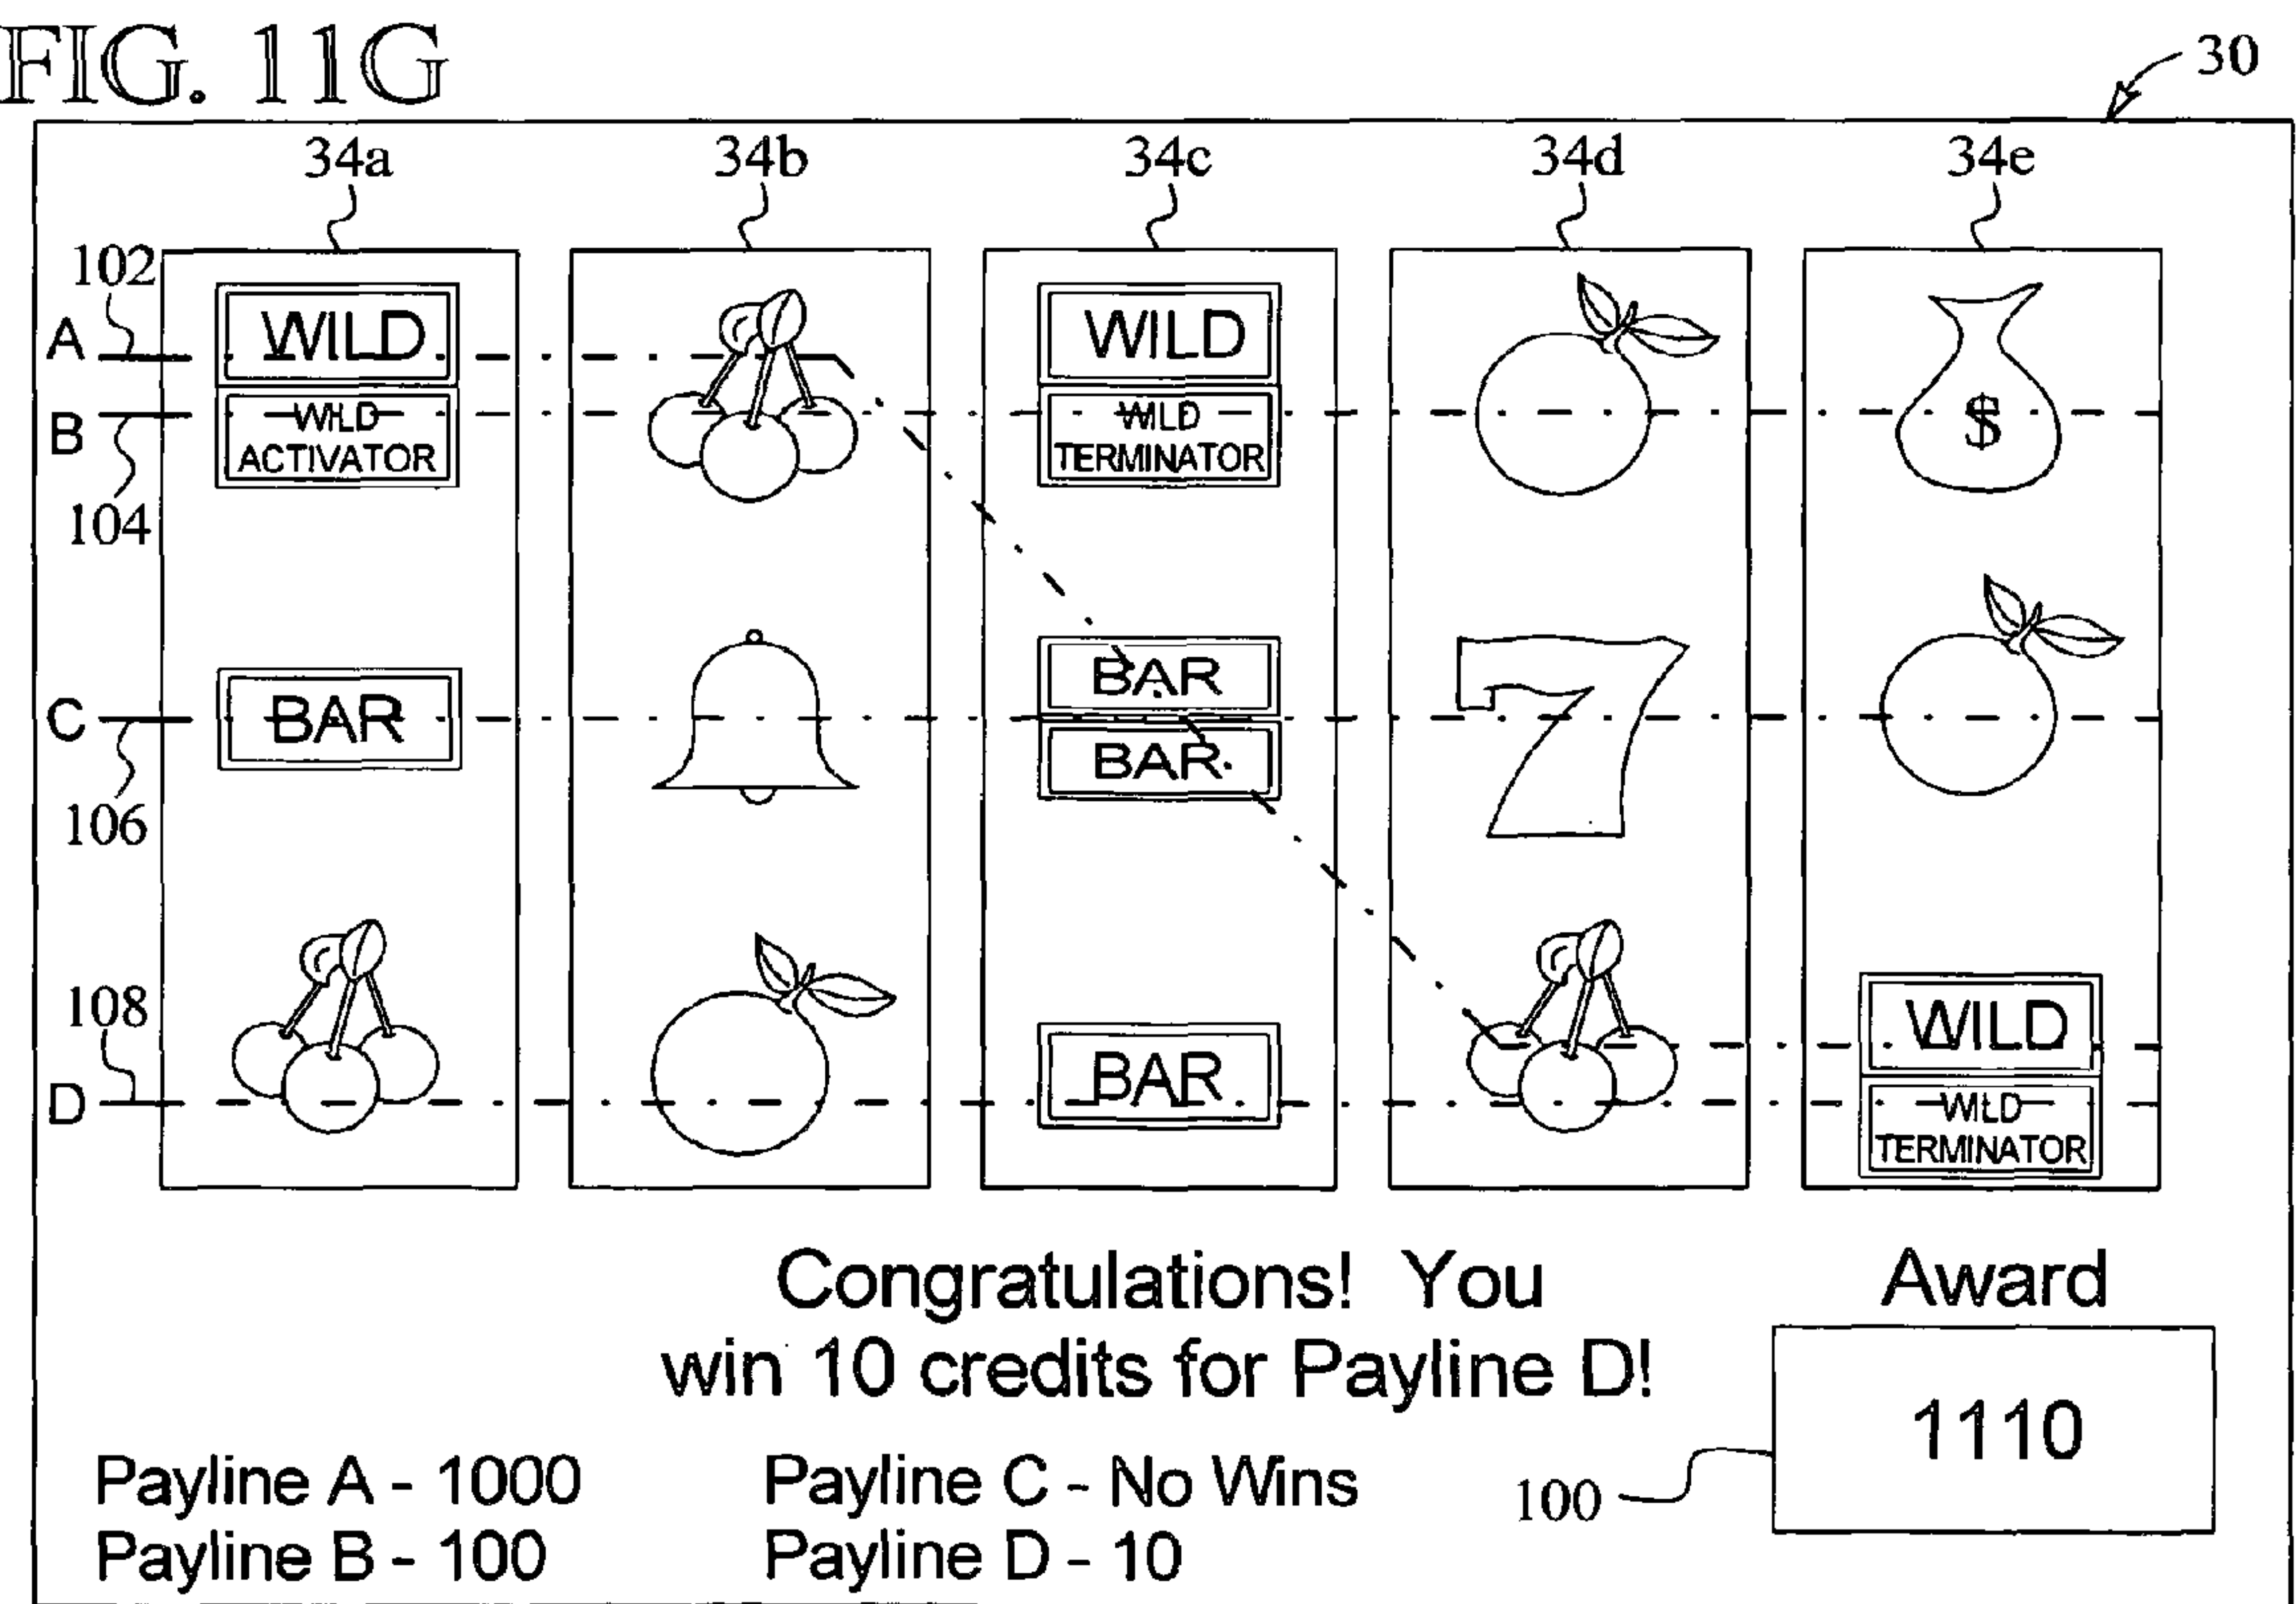 FIG. 11G
30
34a 34b 34c 34d 34e
102
A WILD WILD
B WILD ACTIVATOR WILD TERMINATOR $
104
C BAR BAR BAR 7
106
108
D BAR WILD
WILD TERMINATOR
Congratulations! You Award
win 10 credits for Payline D!
1110
Payline A - 1000 Payline C - No Wins 100
Payline B - 100 Payline D - 10